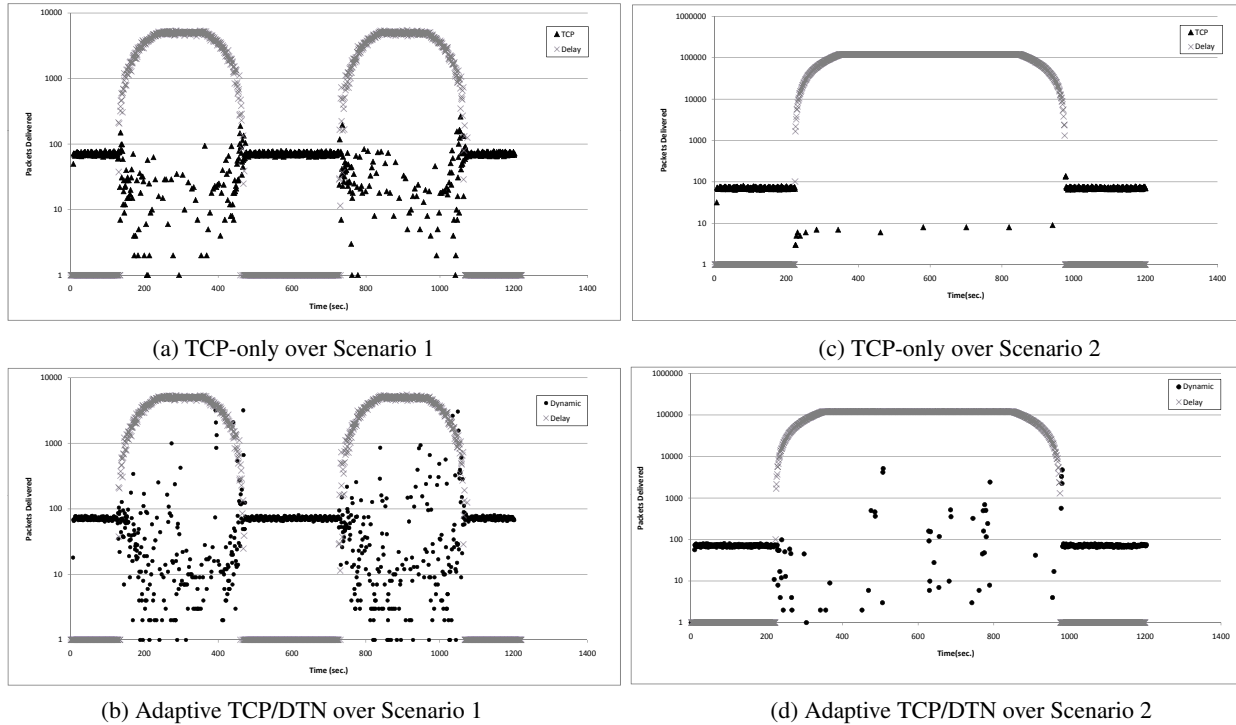 10000
1000
100
10
1
Packets Delivered
TCP
Delay
0 200 400 600 800 1000 1200 1400
Time (sec.)
(a) TCP-only over Scenario 1
1000000
100000
10000
1000
100
10
1
Packets Delivered
TCP
Delay
0 200 400 600 800 1000 1200 1400
Time(sec.)
(c) TCP-only over Scenario 2
10000
1000
100
10
1
Packets Delivered
Dynamic
Delay
0 200 400 600 800 1000 1200 1400
Time (sec.)
(b) Adaptive TCP/DTN over Scenario 1
1000000
100000
10000
1000
100
10
1
Packets Delivered
Dynamic
Delay
0 200 400 600 800 1000 1200 1400
Time(sec.)
(d) Adaptive TCP/DTN over Scenario 2